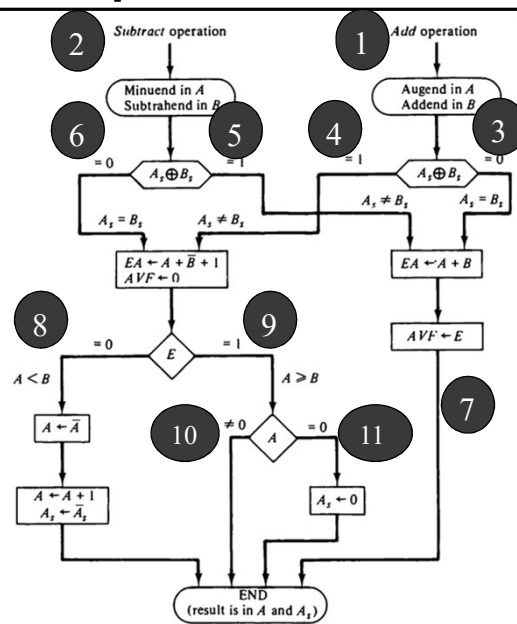 2
Subtract operation
1
Add operation
Minuend in A
Subtrahend in B
Augend in A
Addend in B
6
5
4
3
= 0
A_s ⊕ B_s
= 1
= 1
A_s ⊕ B_s
= 0
A_s = B_s
A_s ≠ B_s
A_s ≠ B_s
A_s = B_s
EA ← A + B̅ + 1
AVF ← 0
EA ← A + B
8
9
= 0
E
= 1
AVF ← E
A < B
A ≥ B
7
10
≠ 0
A
= 0
11
A ← A̅
A ← A + 1
A_s ← A̅_s
A_s ← 0
END
(result is in A and A_s)